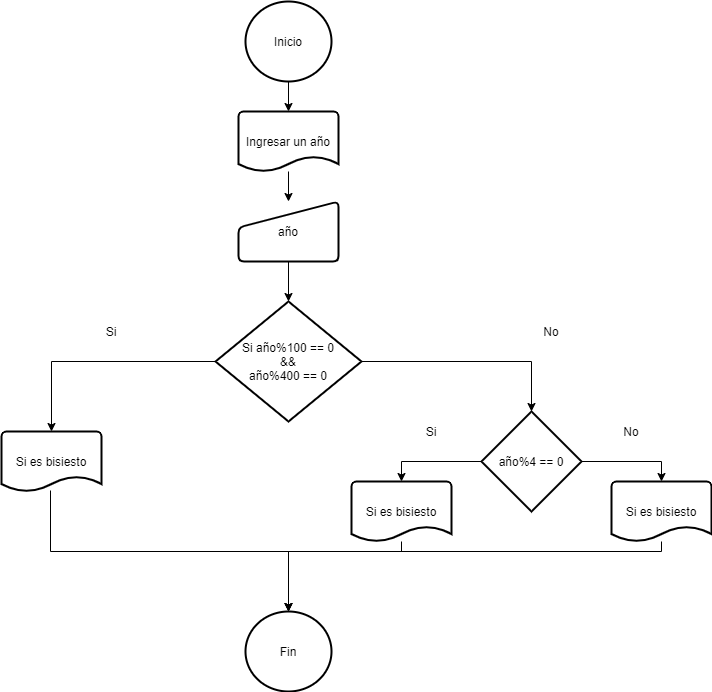 Inicio
Ingresar un año
año
Si
No
Si año%100 == 0
&&
año%400 == 0
Si es bisiesto
Si
No
año%4 == 0
Si es bisiesto
Si es bisiesto
Fin